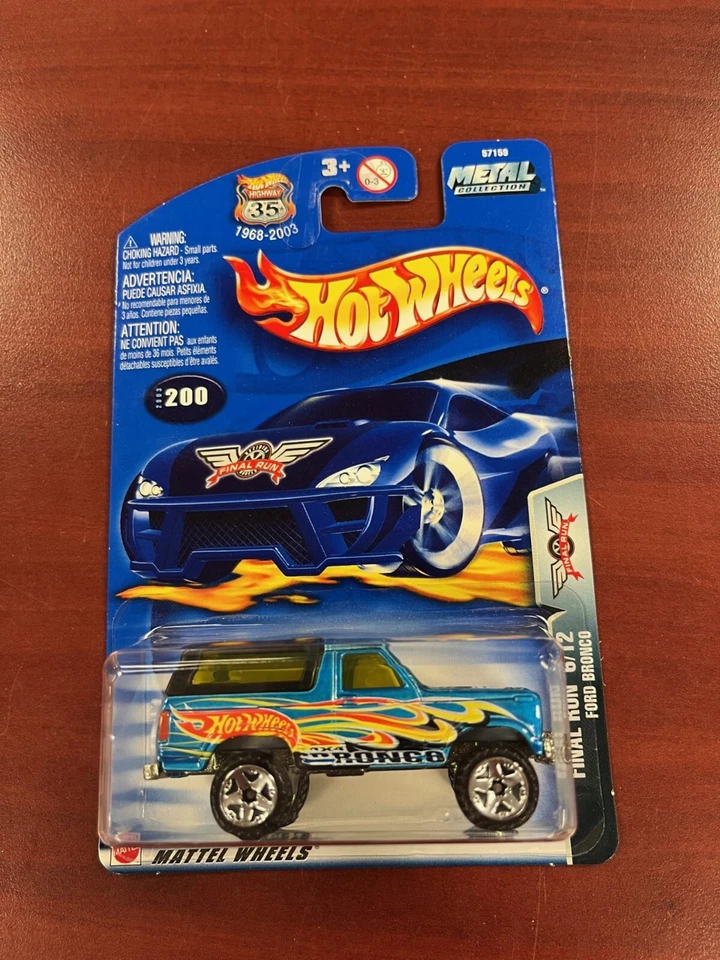 57159
METAL
COLLECTION
3+
0-3
HOT WHEELS
HIGHWAY
35
1968-2003
WARNING:
CHOKING HAZARD - Small parts.
Not for children under 3 years.
ADVERTENCIA:
PUEDE CAUSAR ASFIXIA.
No recomendable para menores de
3 años. Contiene piezas pequeñas.
ATTENTION:
NE CONVIENT PAS aux enfants
de moins de 36 mois. Petits éléments
détachables susceptibles d'être avalés.
HOT WHEELS®
2003
200
FINAL RUN
FINAL RUN
FINAL RUN 6/12
FORD BRONCO
HOT WHEELS
4X4
BRONCO
MATTEL
MATTEL WHEELS